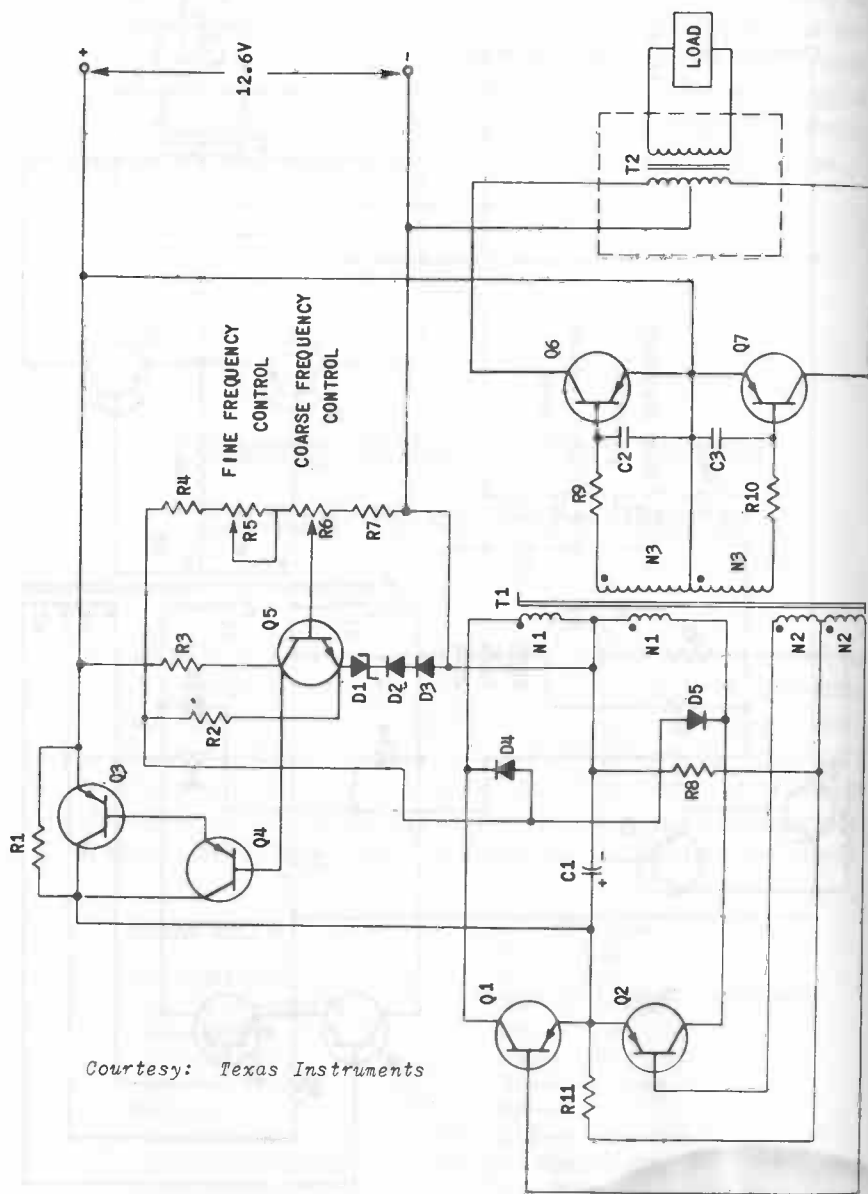 +
12.6V
-
LOAD
T2
R1
Q3
Q4
R2
R3
Q5
R4
FINE FREQUENCY
CONTROL
R5
COARSE FREQUENCY
CONTROL
R6
R7
D1
D2
D3
Q6
R9
C2
C3
R10
Q7
N3
N3
T1
N1
N1
N2
N2
D4
D5
R8
C1
+
-
Q1
Q2
R11
Courtesy: Texas Instruments